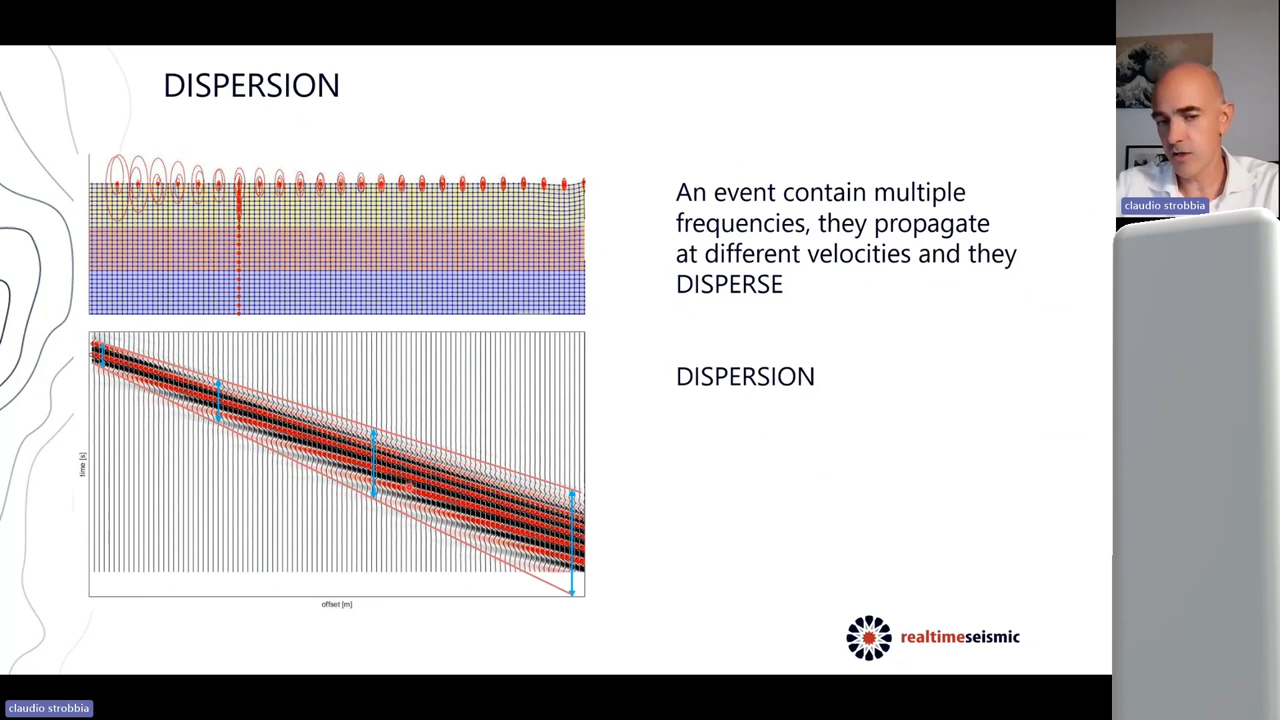 DISPERSION
An event contain multiple
frequencies, they propagate
at different velocities and they
DISPERSE
DISPERSION
time [s]
offset [m]
realtimeseismic
claudio strobbia
claudio strobbia